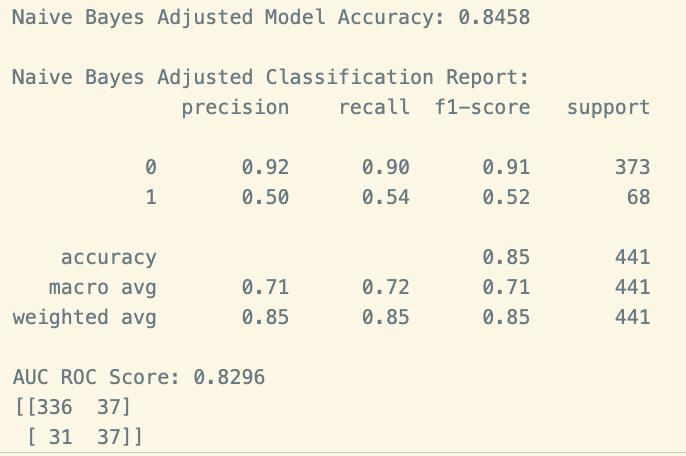 Naive Bayes Adjusted Model Accuracy: 0.8458
Naive Bayes Adjusted Classification Report:
precision recall f1-score support
0 0.92 0.90 0.91 373
1 0.50 0.54 0.52 68
accuracy 0.85 441
macro avg 0.71 0.72 0.71 441
weighted avg 0.85 0.85 0.85 441
AUC ROC Score: 0.8296
[[336 37]
[ 31 37]]